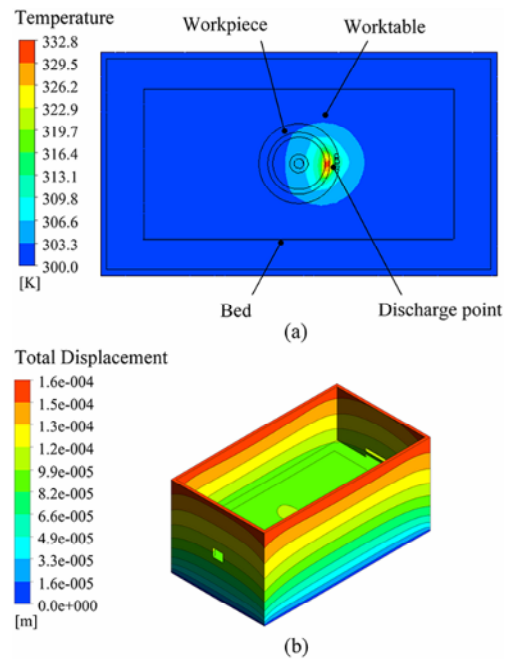 Temperature
Workpiece
Worktable
332.8
329.5
326.2
322.9
319.7
316.4
313.1
309.8
306.6
303.3
300.0
[K]
Bed
Discharge point
(a)
Total Displacement
1.6e-004
1.5e-004
1.3e-004
1.2e-004
9.9e-005
8.2e-005
6.6e-005
4.9e-005
3.3e-005
1.6e-005
0.0e+000
[m]
(b)